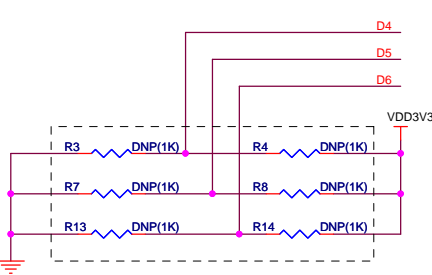 D4
D5
D6
VDD3V3
R3 DNP(1K) R4 DNP(1K)
R7 DNP(1K) R8 DNP(1K)
R13 DNP(1K) R14 DNP(1K)